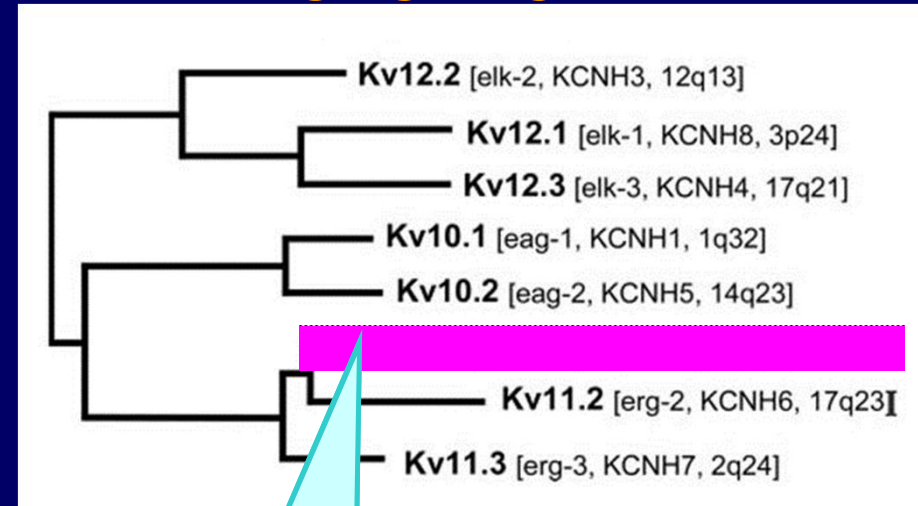 Kv12.2 [elk-2, KCNH3, 12q13]
Kv12.1 [elk-1, KCNH8, 3p24]
Kv12.3 [elk-3, KCNH4, 17q21]
Kv10.1 [eag-1, KCNH1, 1q32]
Kv10.2 [eag-2, KCNH5, 14q23]
Kv11.2 [erg-2, KCNH6, 17q23]
Kv11.3 [erg-3, KCNH7, 2q24]